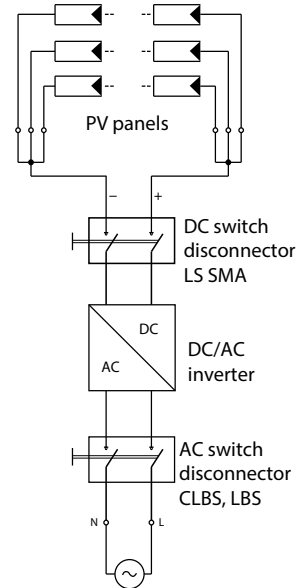 PV panels
– +
DC switch
disconnector
LS SMA
DC
AC
DC/AC
inverter
AC switch
disconnector
CLBS, LBS
N L